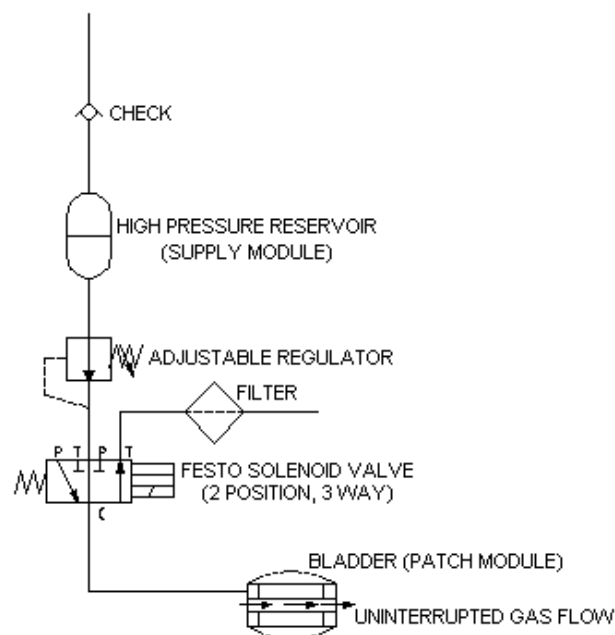 CHECK
HIGH PRESSURE RESERVOIR
(SUPPLY MODULE)
ADJUSTABLE REGULATOR
FILTER
P T P T
FESTO SOLENOID VALVE
(2 POSITION, 3 WAY)
C
BLADDER (PATCH MODULE)
UNINTERRUPTED GAS FLOW